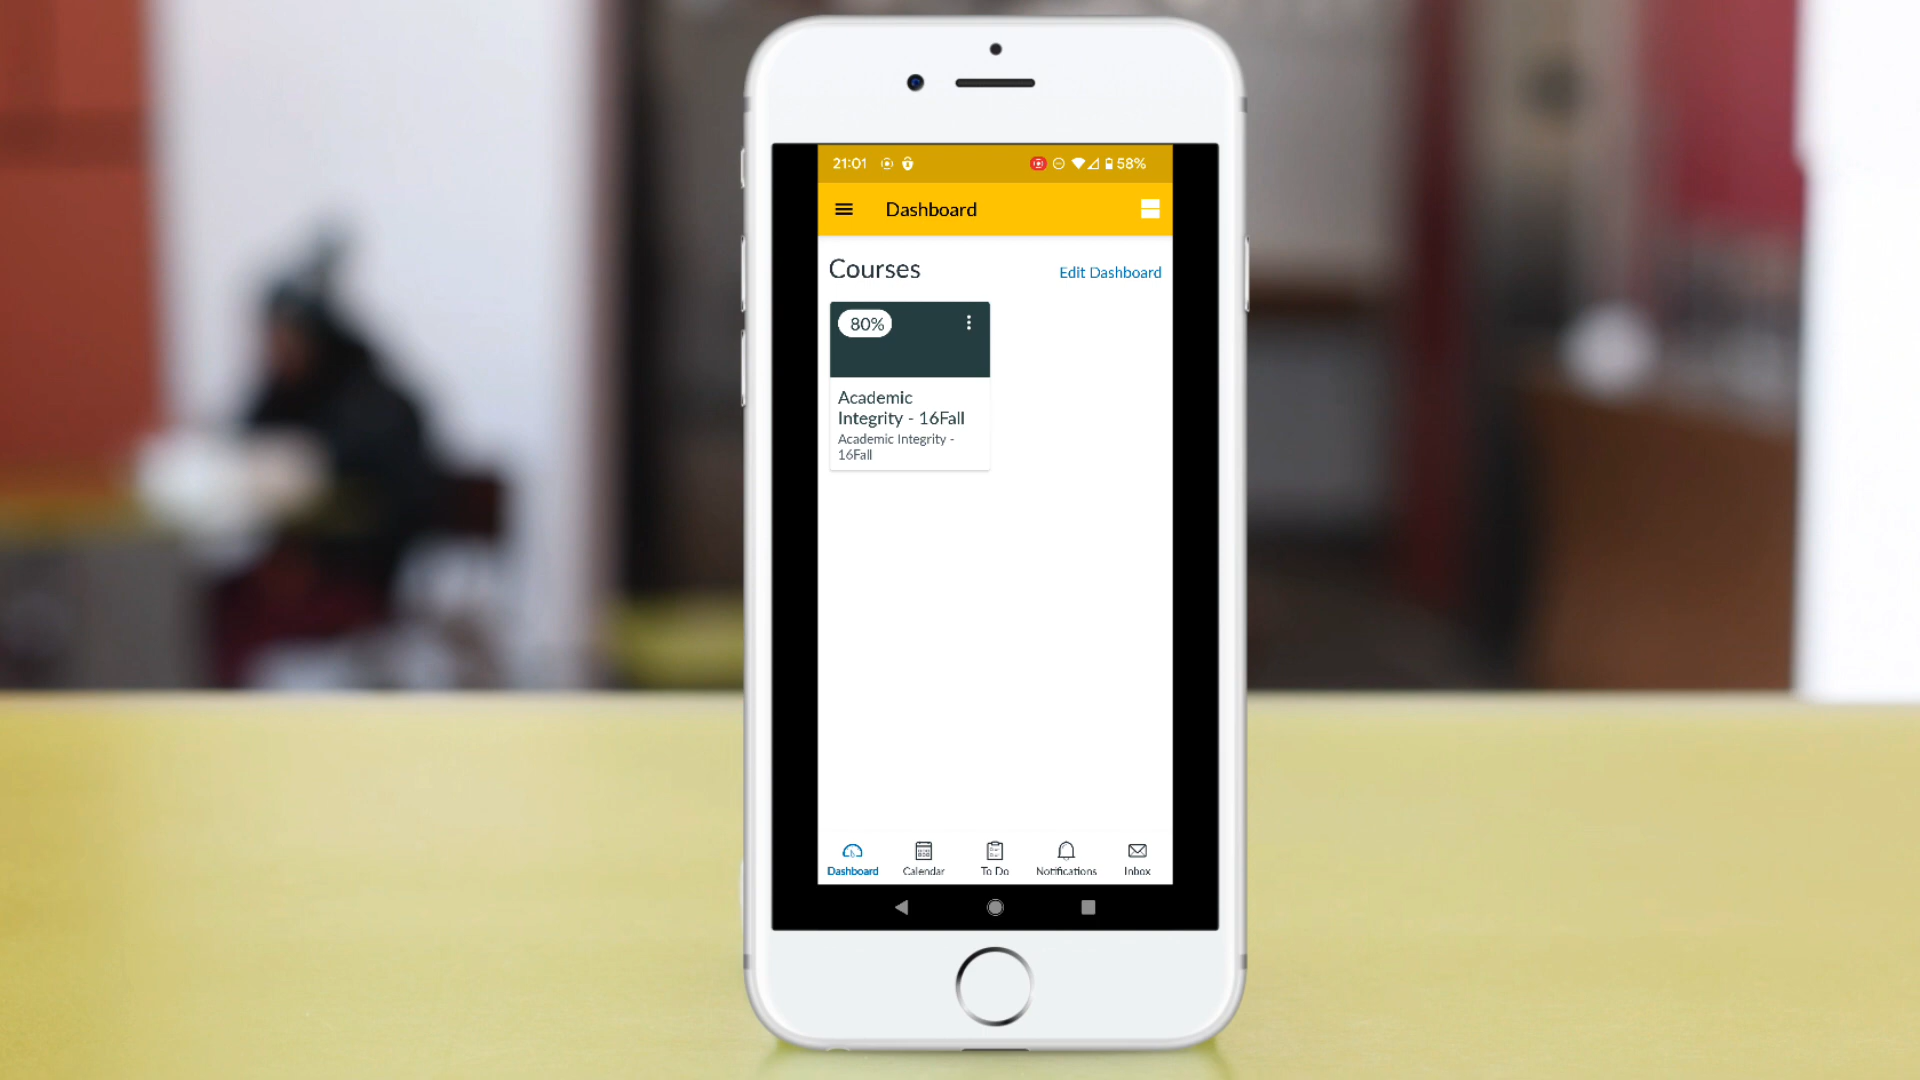 21:01 58%
Dashboard
Courses
Edit Dashboard
80%
Academic
Integrity - 16Fall
Academic Integrity -
16Fall
Dashboard Calendar To Do Notifications Inbox